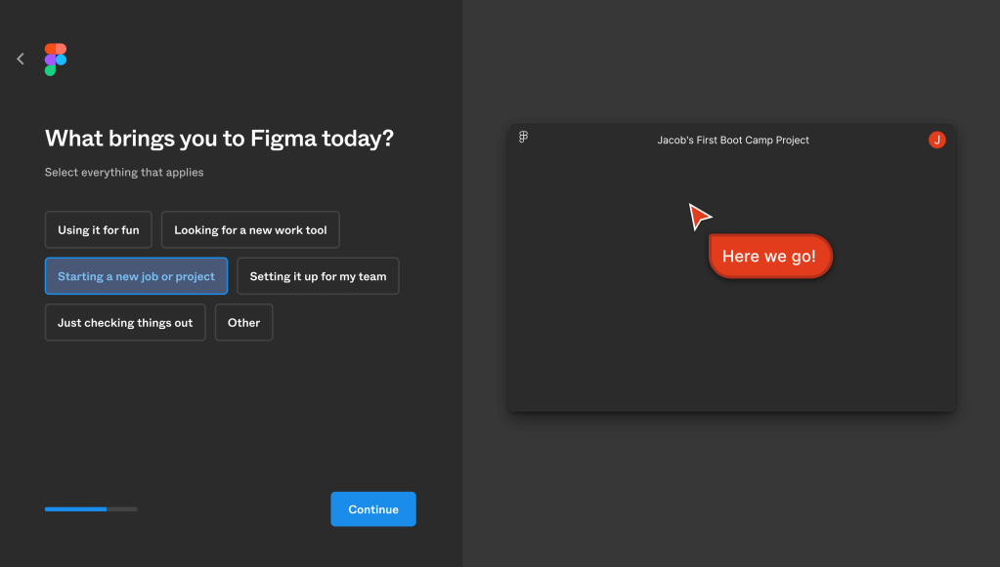 What brings you to Figma today?
Select everything that applies
Using it for fun
Looking for a new work tool
Starting a new job or project
Setting it up for my team
Just checking things out
Other
Continue
Jacob's First Boot Camp Project
J
Here we go!